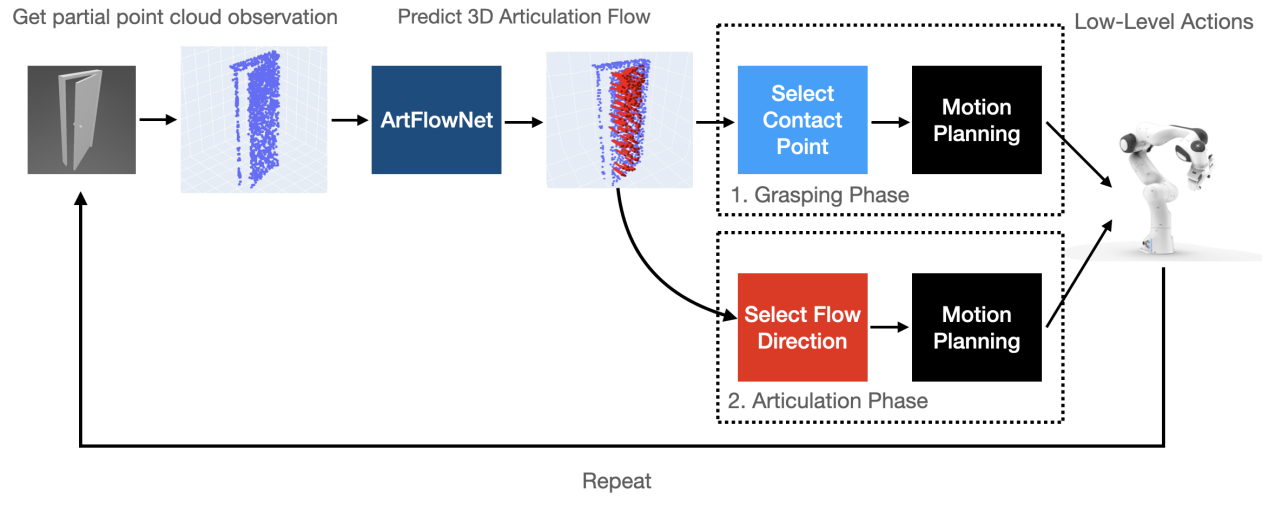 Get partial point cloud observation
Predict 3D Articulation Flow
Low-Level Actions
ArtFlowNet
Select
Contact
Point
Motion
Planning
1. Grasping Phase
Select Flow
Direction
Motion
Planning
2. Articulation Phase
Repeat